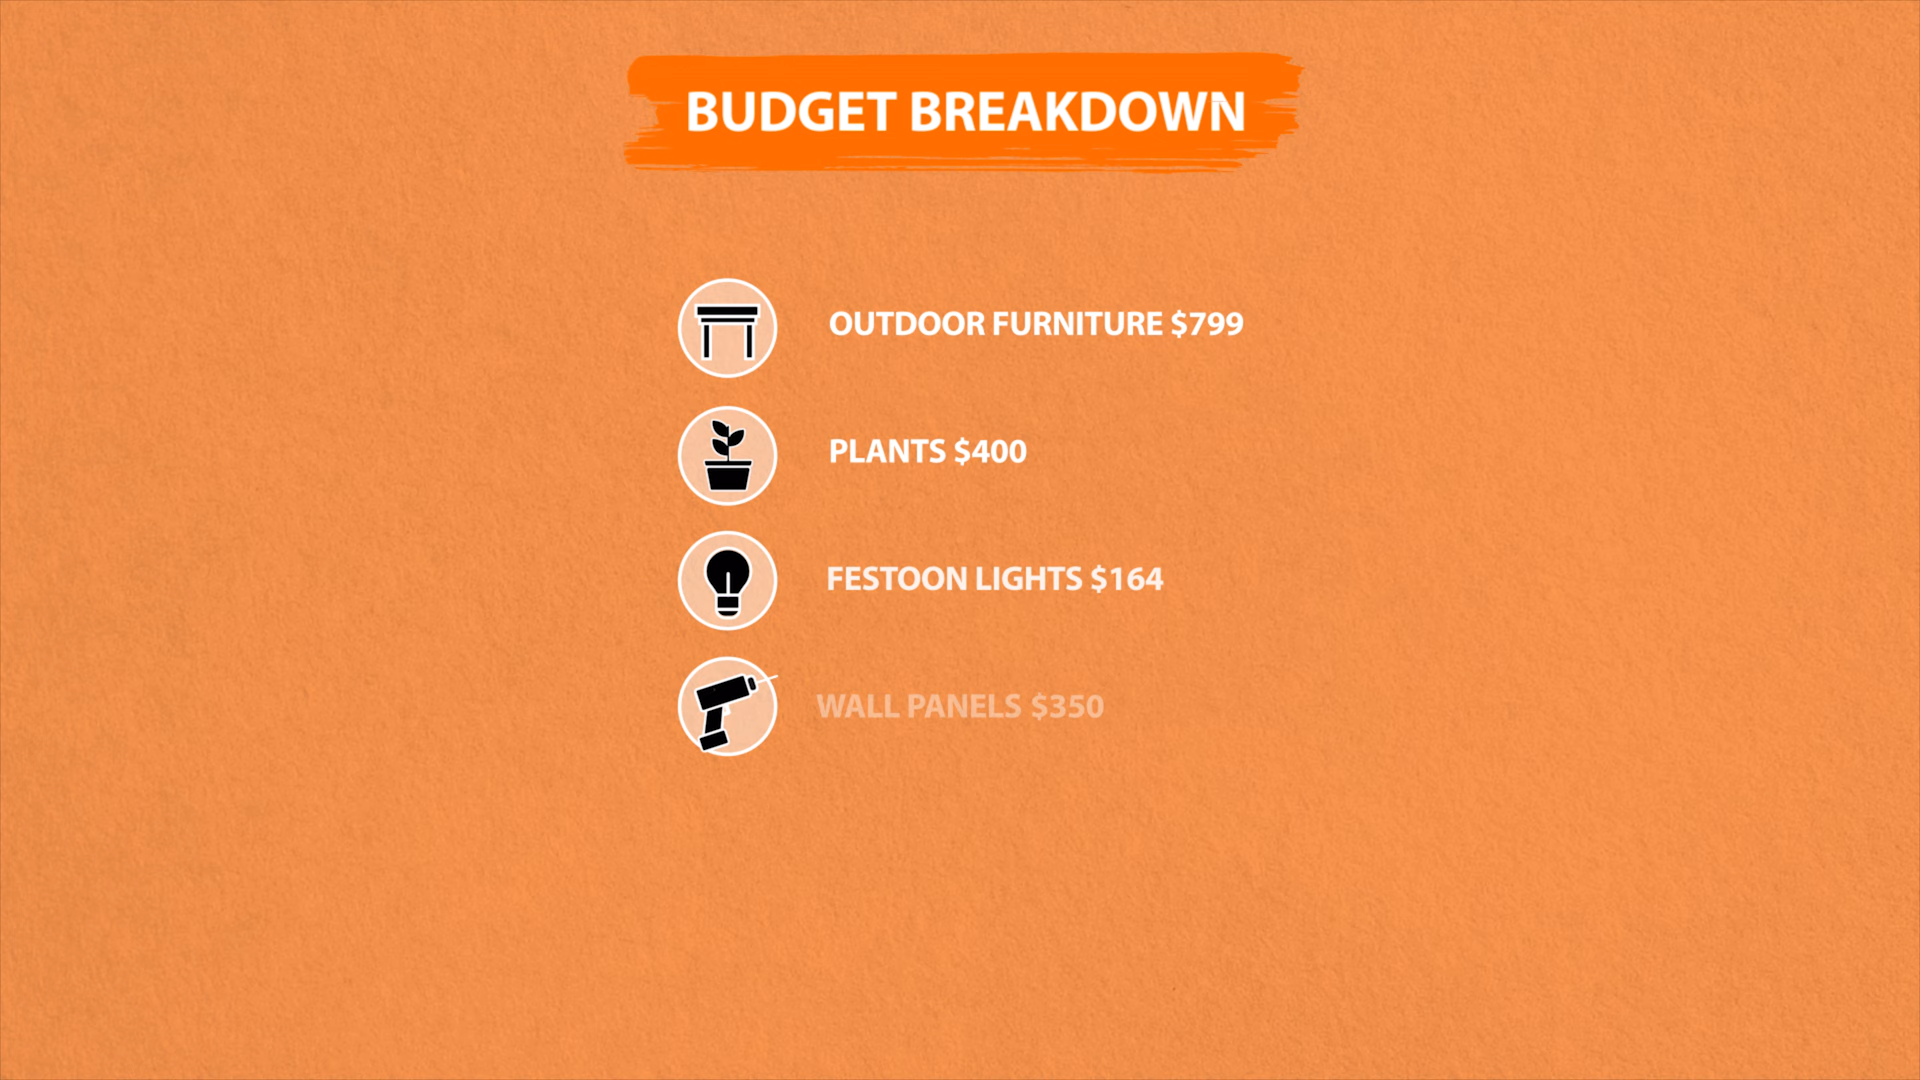 BUDGET BREAKDOWN
OUTDOOR FURNITURE $799
PLANTS $400
FESTOON LIGHTS $164
WALL PANELS $350